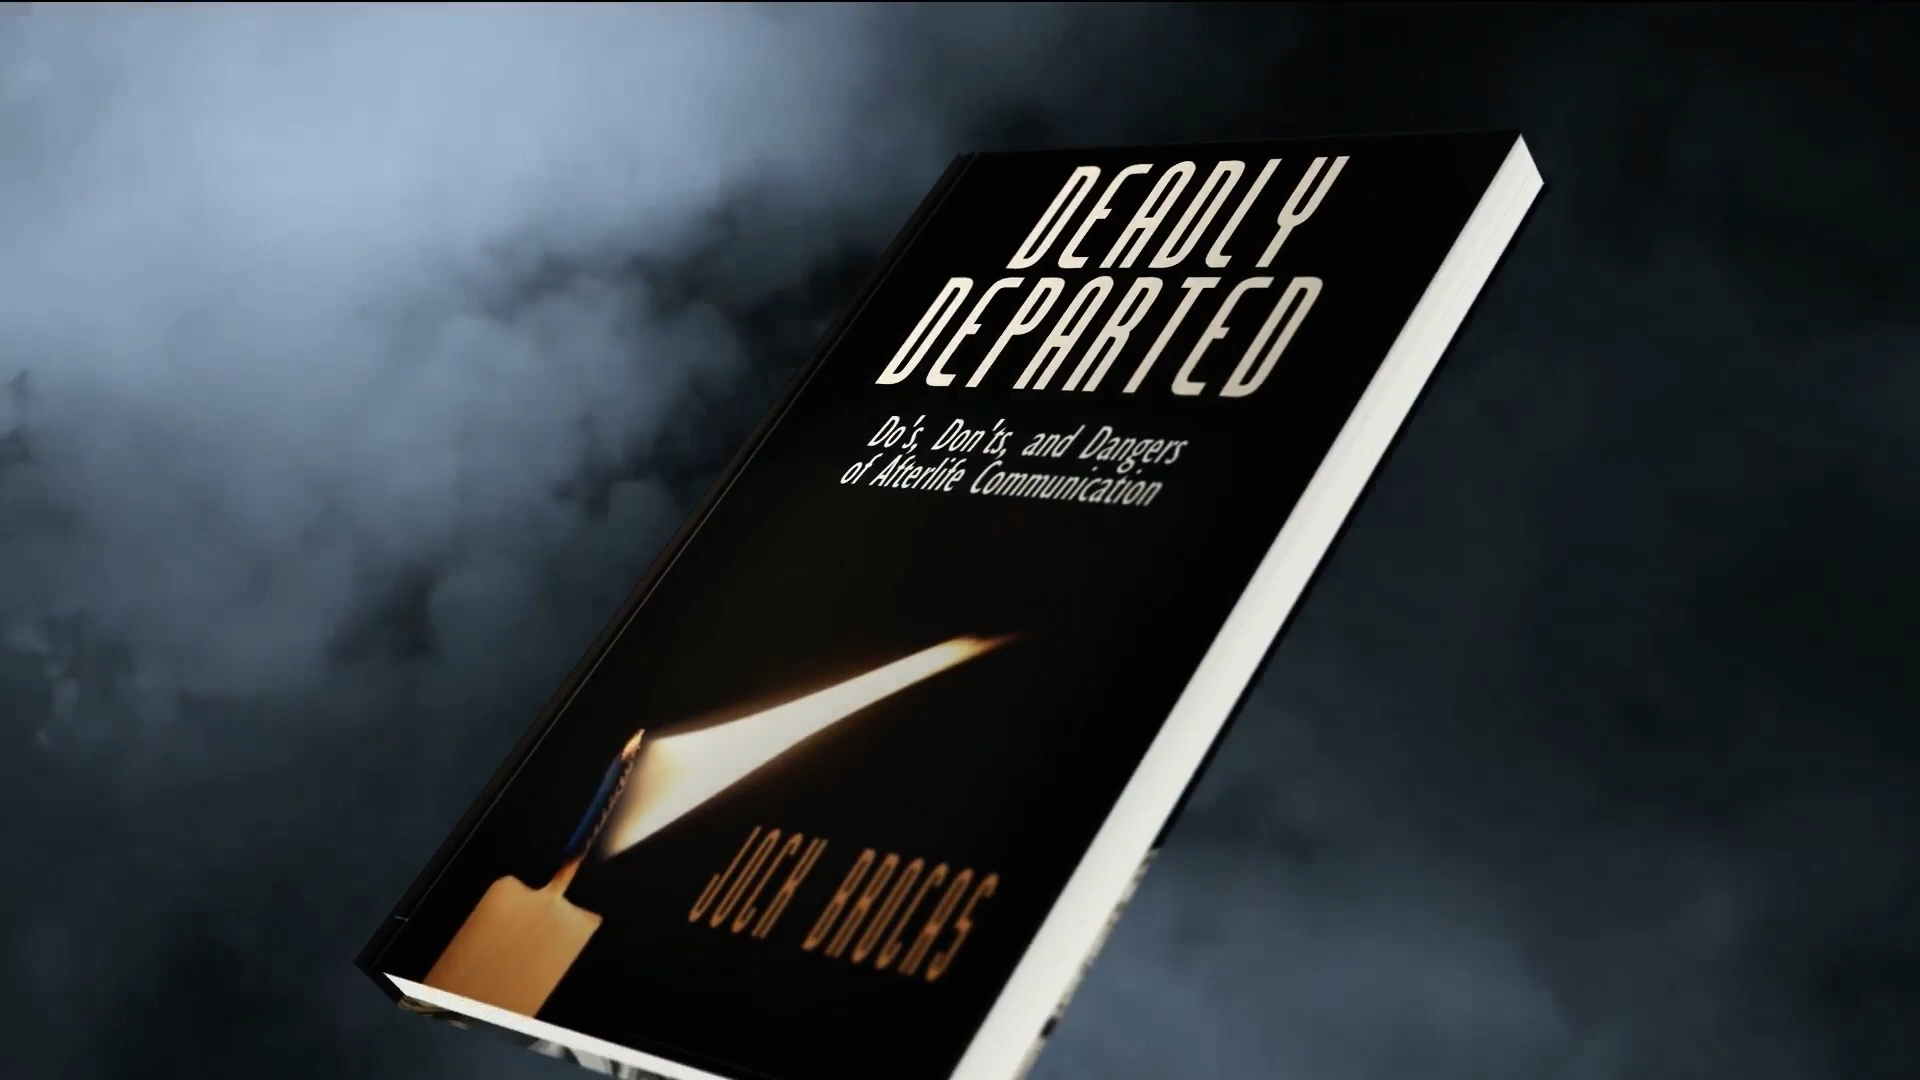 DEADLY
DEPARTED
Do's, Don'ts, and Dangers
of Afterlife Communication
JOCK BROCAS